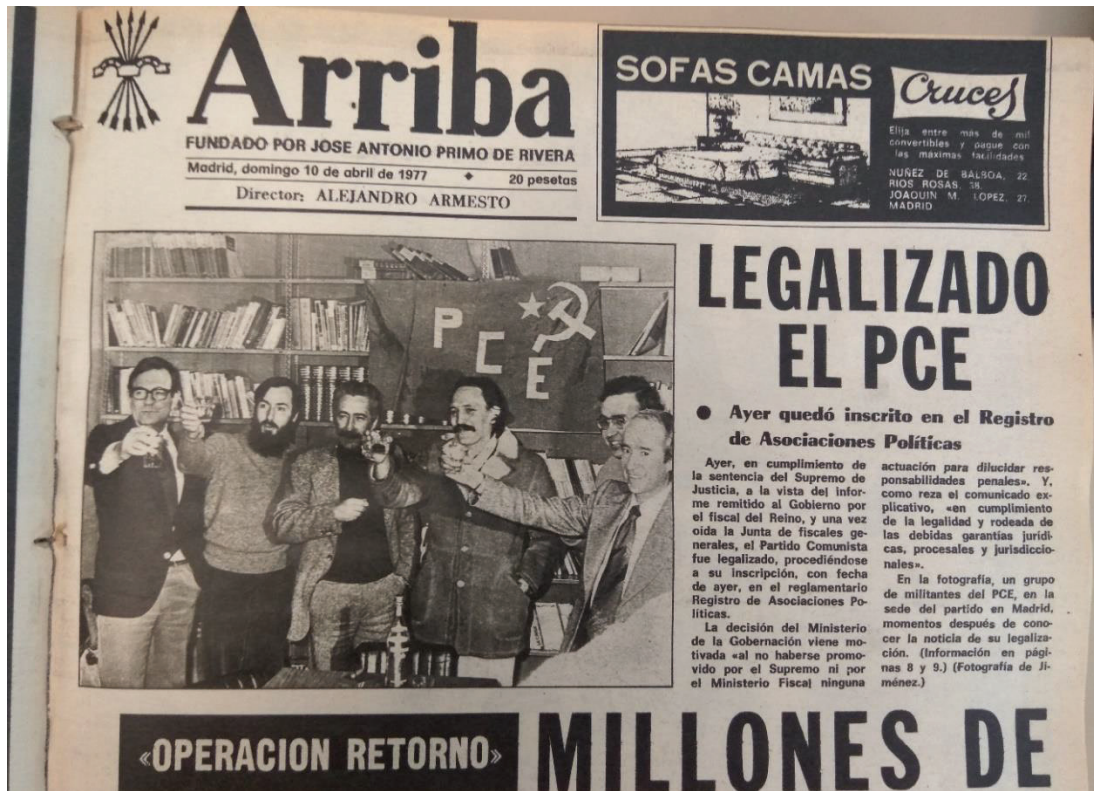 Arriba
FUNDADO POR JOSE ANTONIO PRIMO DE RIVERA
Madrid, domingo 10 de abril de 1977 ♦ 20 pesetas
Director: ALEJANDRO ARMESTO
SOFAS CAMAS
Cruces
Elija entre más de mil
convertibles y pague con
las máximas facilidades
NUÑEZ DE BALBOA, 22
RIOS ROSAS, 38
JOAQUIN M. LOPEZ, 27
MADRID
PCE
LEGALIZADO
EL PCE
● Ayer quedó inscrito en el Registro
de Asociaciones Políticas
Ayer, en cumplimiento de
la sentencia del Supremo de
Justicia, a la vista del infor-
me remitido al Gobierno por
el fiscal del Reino, y una vez
oída la Junta de fiscales ge-
nerales, el Partido Comunista
fue legalizado, procediéndose
a su inscripción, con fecha
de ayer, en el reglamentario
Registro de Asociaciones Po-
líticas.
La decisión del Ministerio
de la Gobernación viene mo-
tivada «al no haberse promo-
vido por el Supremo ni por
el Ministerio Fiscal ninguna
actuación para dilucidar res-
ponsabilidades penales». Y,
como reza el comunicado ex-
plicativo, «en cumplimiento
de la legalidad y rodeada de
las debidas garantías jurídi-
cas, procesales y jurisdiccio-
nales».
En la fotografía, un grupo
de militantes del PCE, en la
sede del partido en Madrid,
momentos después de cono-
cer la noticia de su legaliza-
ción. (Información en pági-
nas 8 y 9.) (Fotografía de Ji-
ménez.)
«OPERACION RETORNO»
MILLONES DE